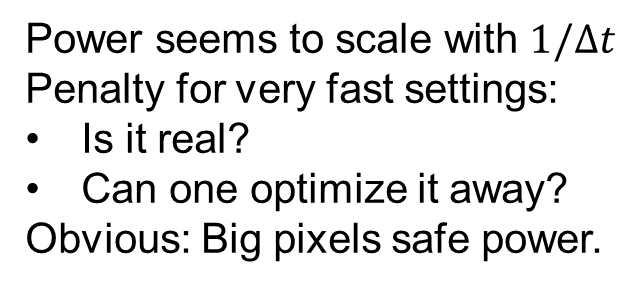 Power seems to scale with 1/Δt
Penalty for very fast settings:
• Is it real?
• Can one optimize it away?
Obvious: Big pixels safe power.